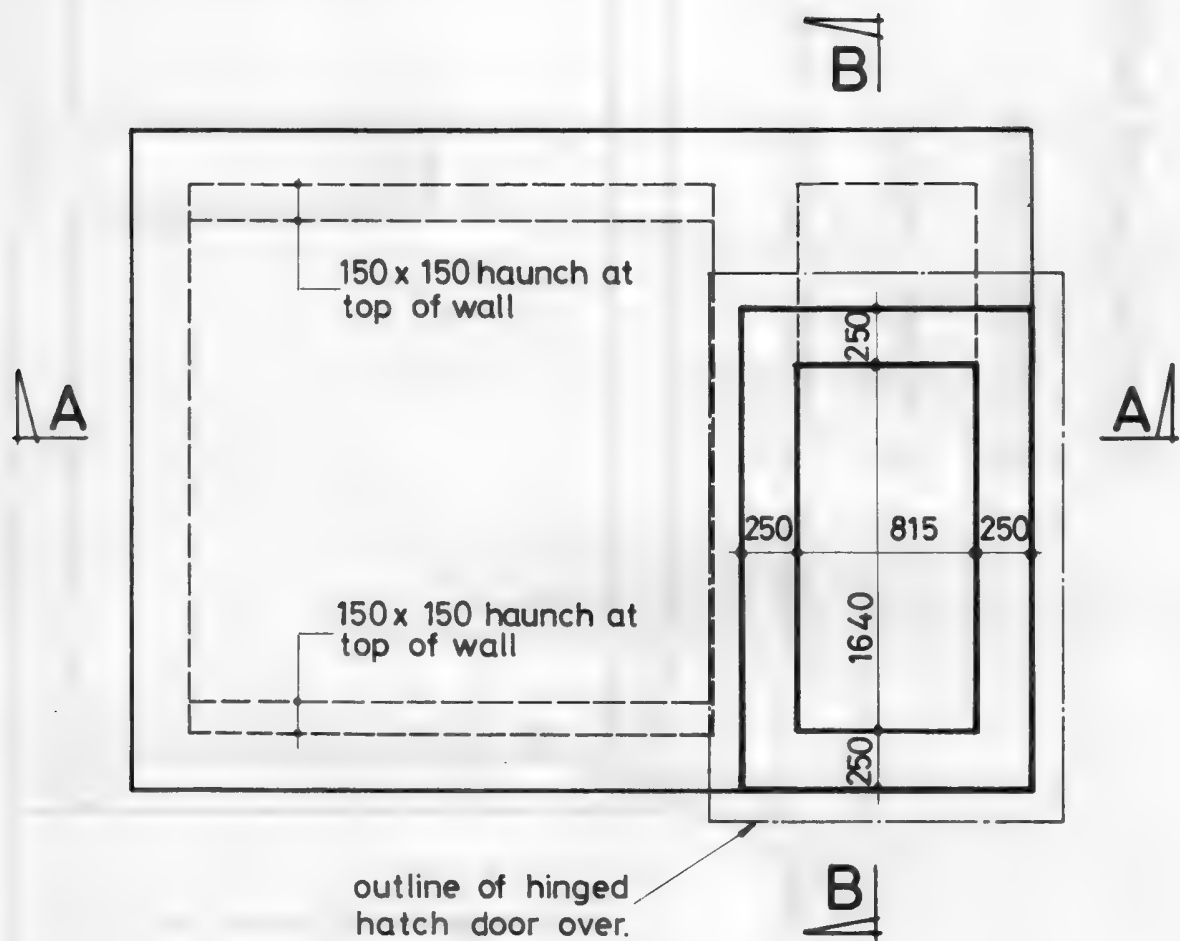 B
150 x 150 haunch at
top of wall
250
A
A
250
815
250
1640
150 x 150 haunch at
top of wall
250
outline of hinged
hatch door over.
B